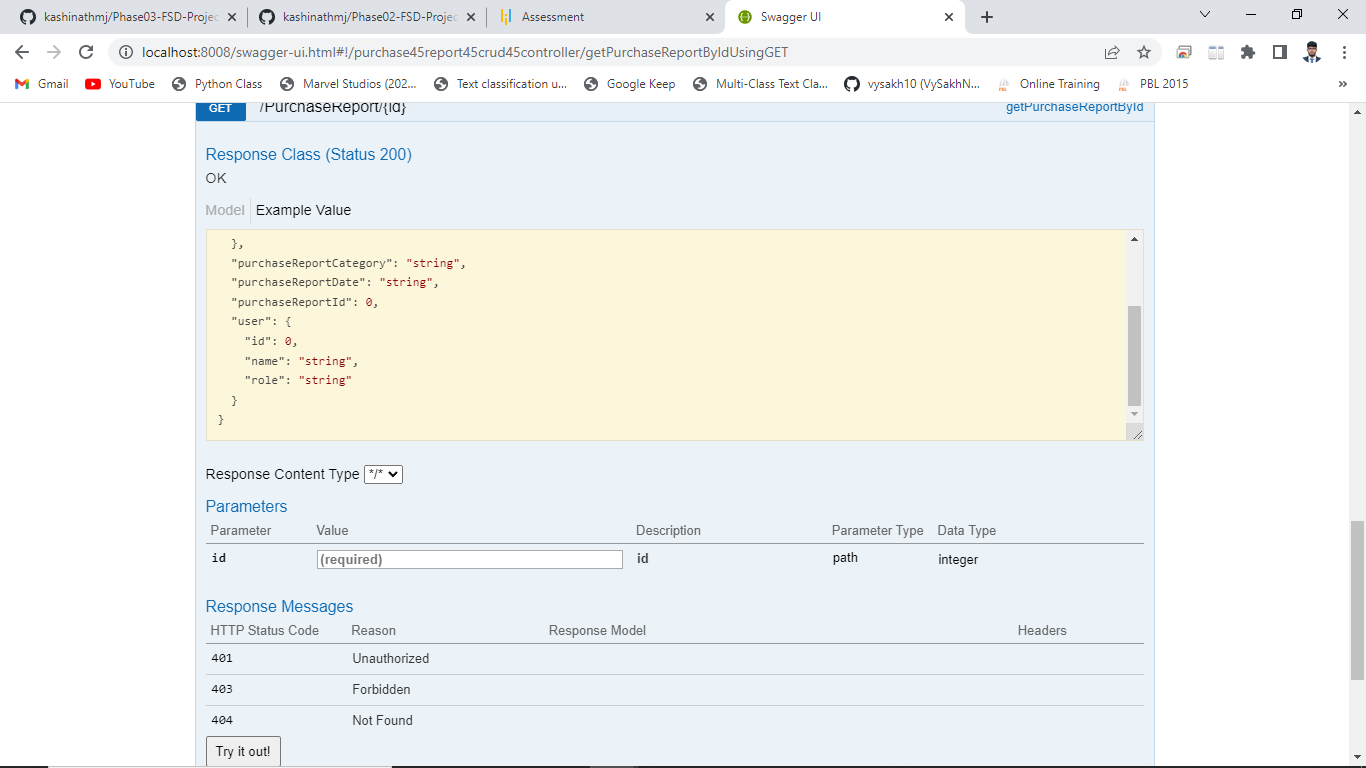 kashinathmj/Phase03-FSD-Projec
kashinathmj/Phase02-FSD-Projec
Assessment
Swagger UI
localhost:8008/swagger-ui.html#!/purchase45report45crud45controller/getPurchaseReportByIdUsingGET
Gmail
YouTube
Python Class
Marvel Studios (202...
Text classification u...
Google Keep
Multi-Class Text Cla...
vysakh10 (VySakhN...
Online Training
PBL 2015
»
GET /PurchaseReport/{id} getPurchaseReportById
Response Class (Status 200)
OK
Model Example Value
},
"purchaseReportCategory": "string",
"purchaseReportDate": "string",
"purchaseReportId": 0,
"user": {
"id": 0,
"name": "string",
"role": "string"
}
}
Response Content Type */*
Parameters
Parameter Value Description Parameter Type Data Type
id (required) id path integer
Response Messages
HTTP Status Code Reason Response Model Headers
401 Unauthorized
403 Forbidden
404 Not Found
Try it out!